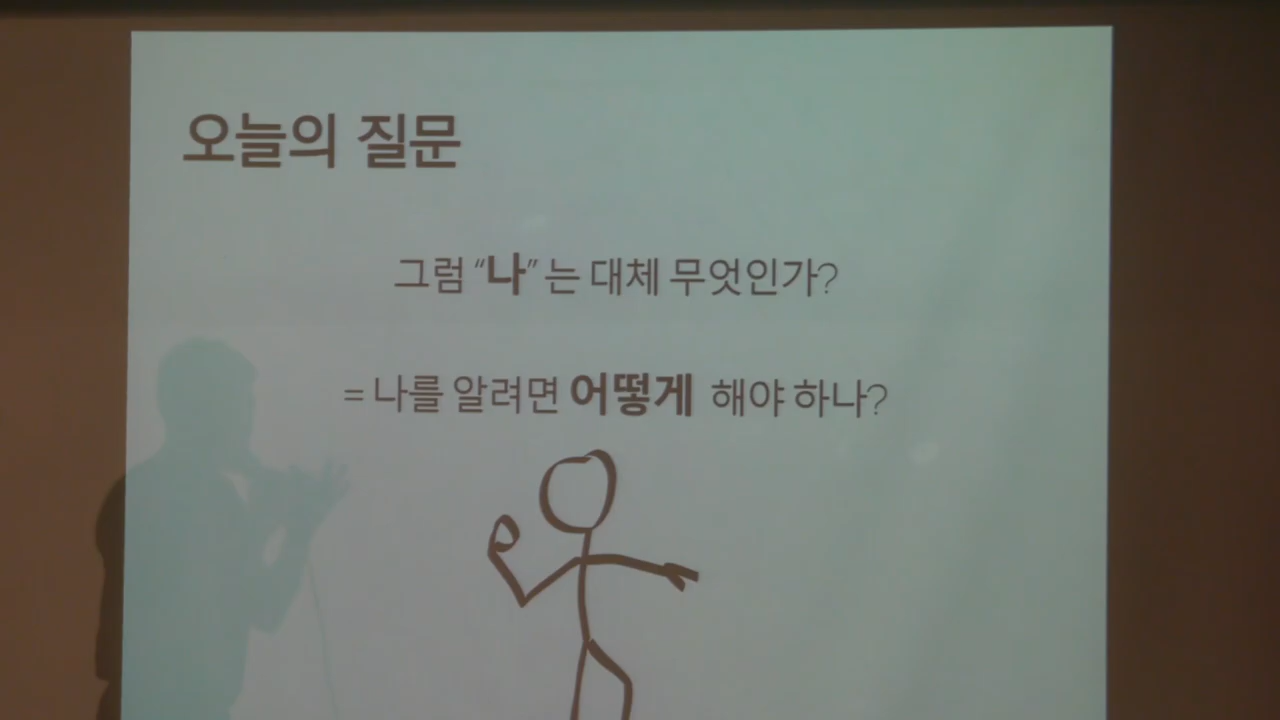 오늘의 질문
그럼 “나” 는 대체 무엇인가?
= 나를 알려면 어떻게 해야 하나?